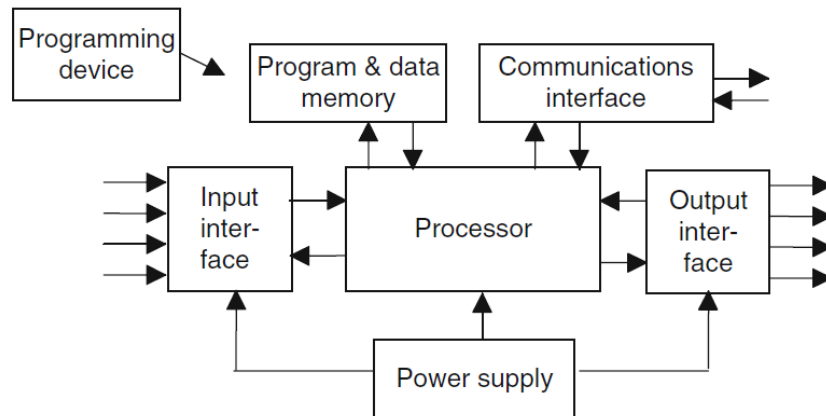 Programming
device
Program & data
memory
Communications
interface
Input
inter-
face
Processor
Output
inter-
face
Power supply